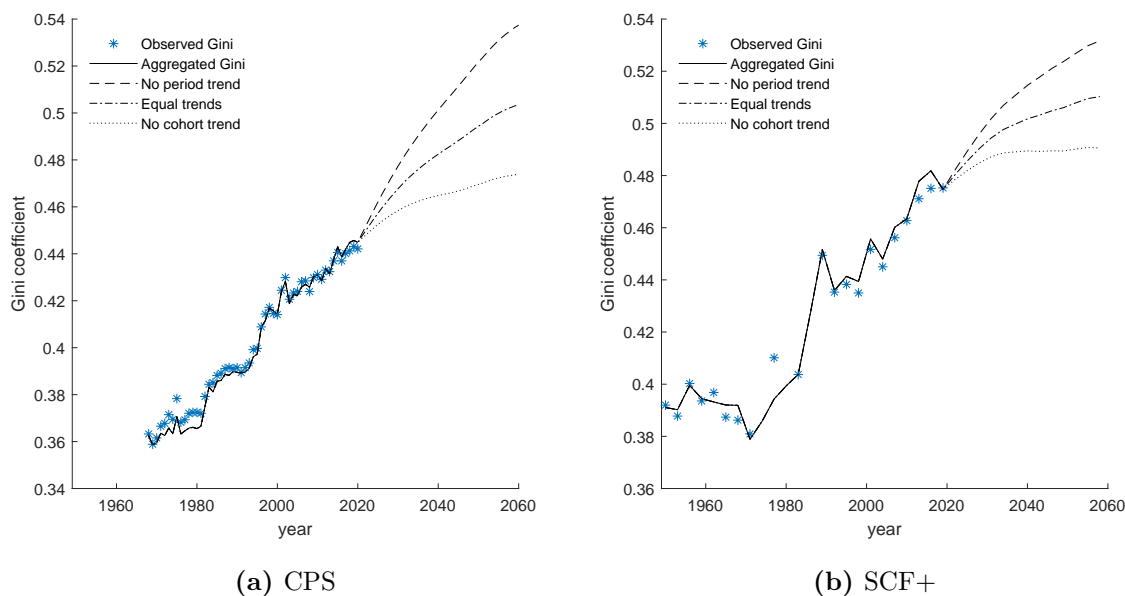 0.54
0.52
0.5
0.48
0.46
0.44
0.42
0.4
0.38
0.36
0.34
Gini coefficient
Observed Gini
Aggregated Gini
No period trend
Equal trends
No cohort trend
1960 1980 2000 2020 2040 2060
year
(a) CPS
0.54
0.52
0.5
0.48
0.46
0.44
0.42
0.4
0.38
0.36
Gini coefficient
Observed Gini
Aggregated Gini
No period trend
Equal trends
No cohort trend
1960 1980 2000 2020 2040 2060
year
(b) SCF+